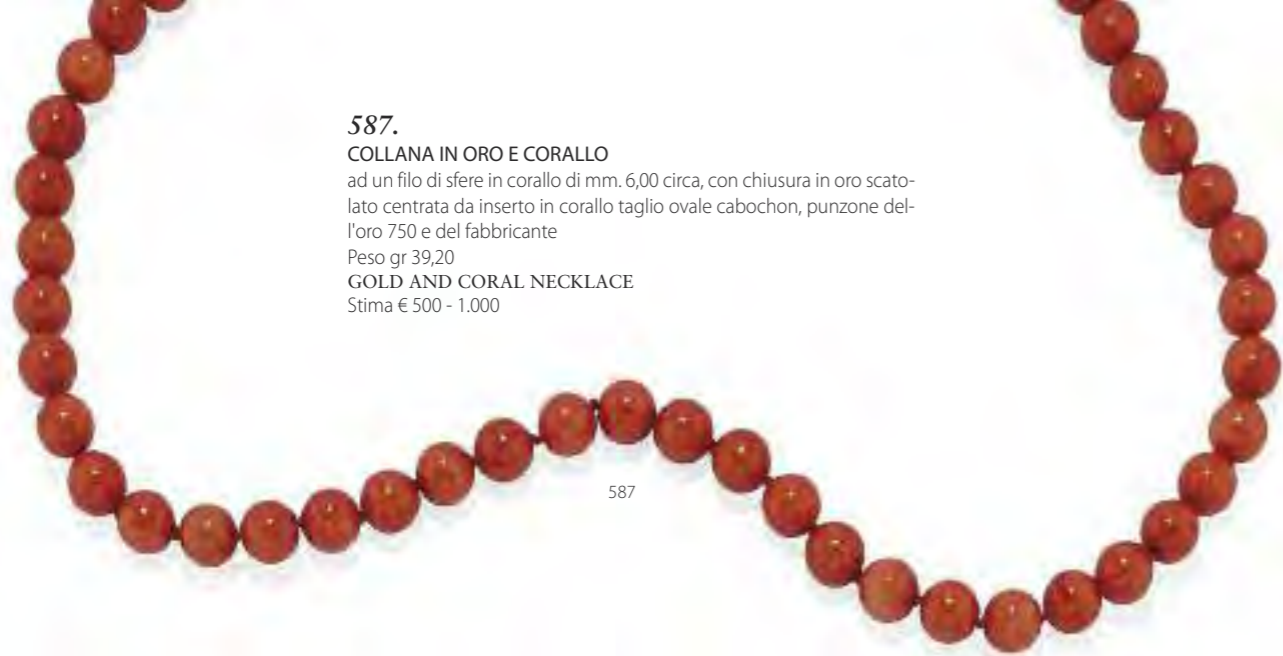 587.
COLLANA IN ORO E CORALLO
ad un filo di sfere in corallo di mm. 6,00 circa, con chiusura in oro scato-
lato centrata da inserto in corallo taglio ovale cabochon, punzone del-
l'oro 750 e del fabbricante
Peso gr 39,20
GOLD AND CORAL NECKLACE
Stima € 500 - 1.000
587